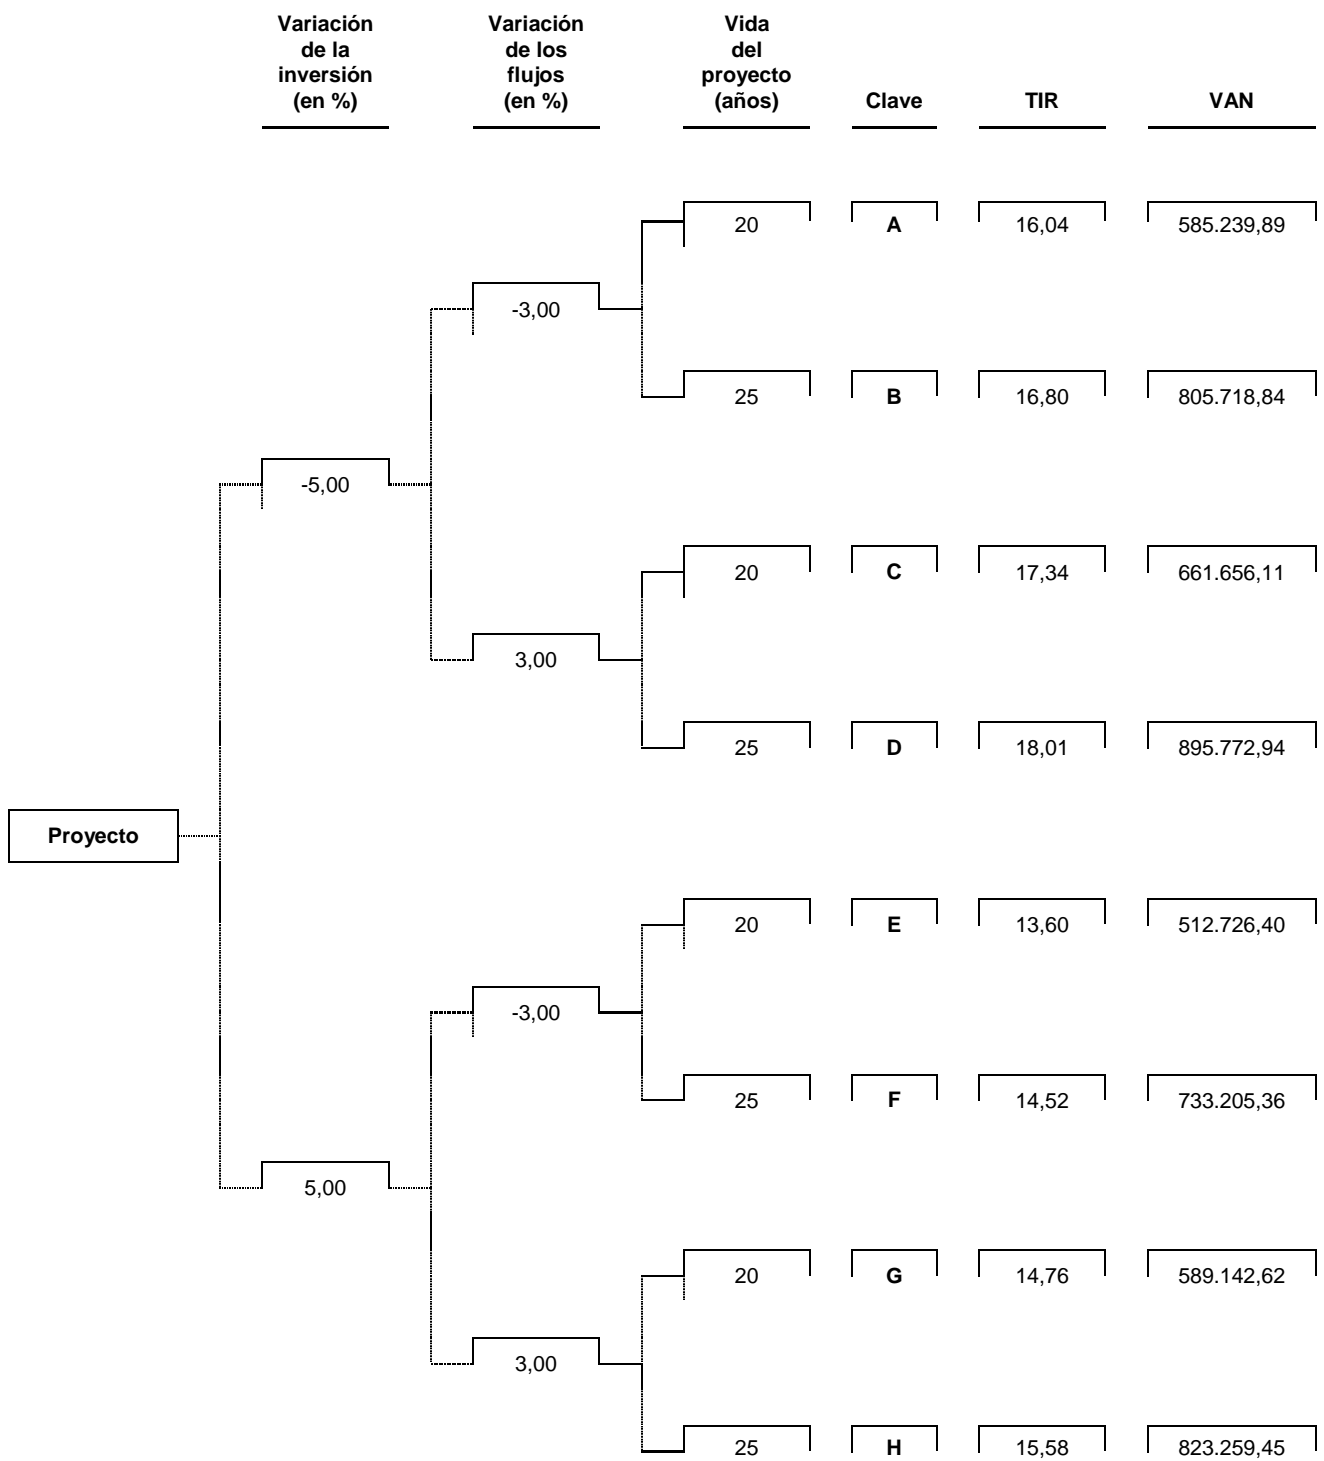 Variación de la inversión (en %)
Variación de los flujos (en %)
Vida del proyecto (años)
Clave
TIR
VAN
20 A 16,04 585.239,89
-3,00
25 B 16,80 805.718,84
-5,00
20 C 17,34 661.656,11
3,00
25 D 18,01 895.772,94
Proyecto
20 E 13,60 512.726,40
-3,00
25 F 14,52 733.205,36
5,00
20 G 14,76 589.142,62
3,00
25 H 15,58 823.259,45